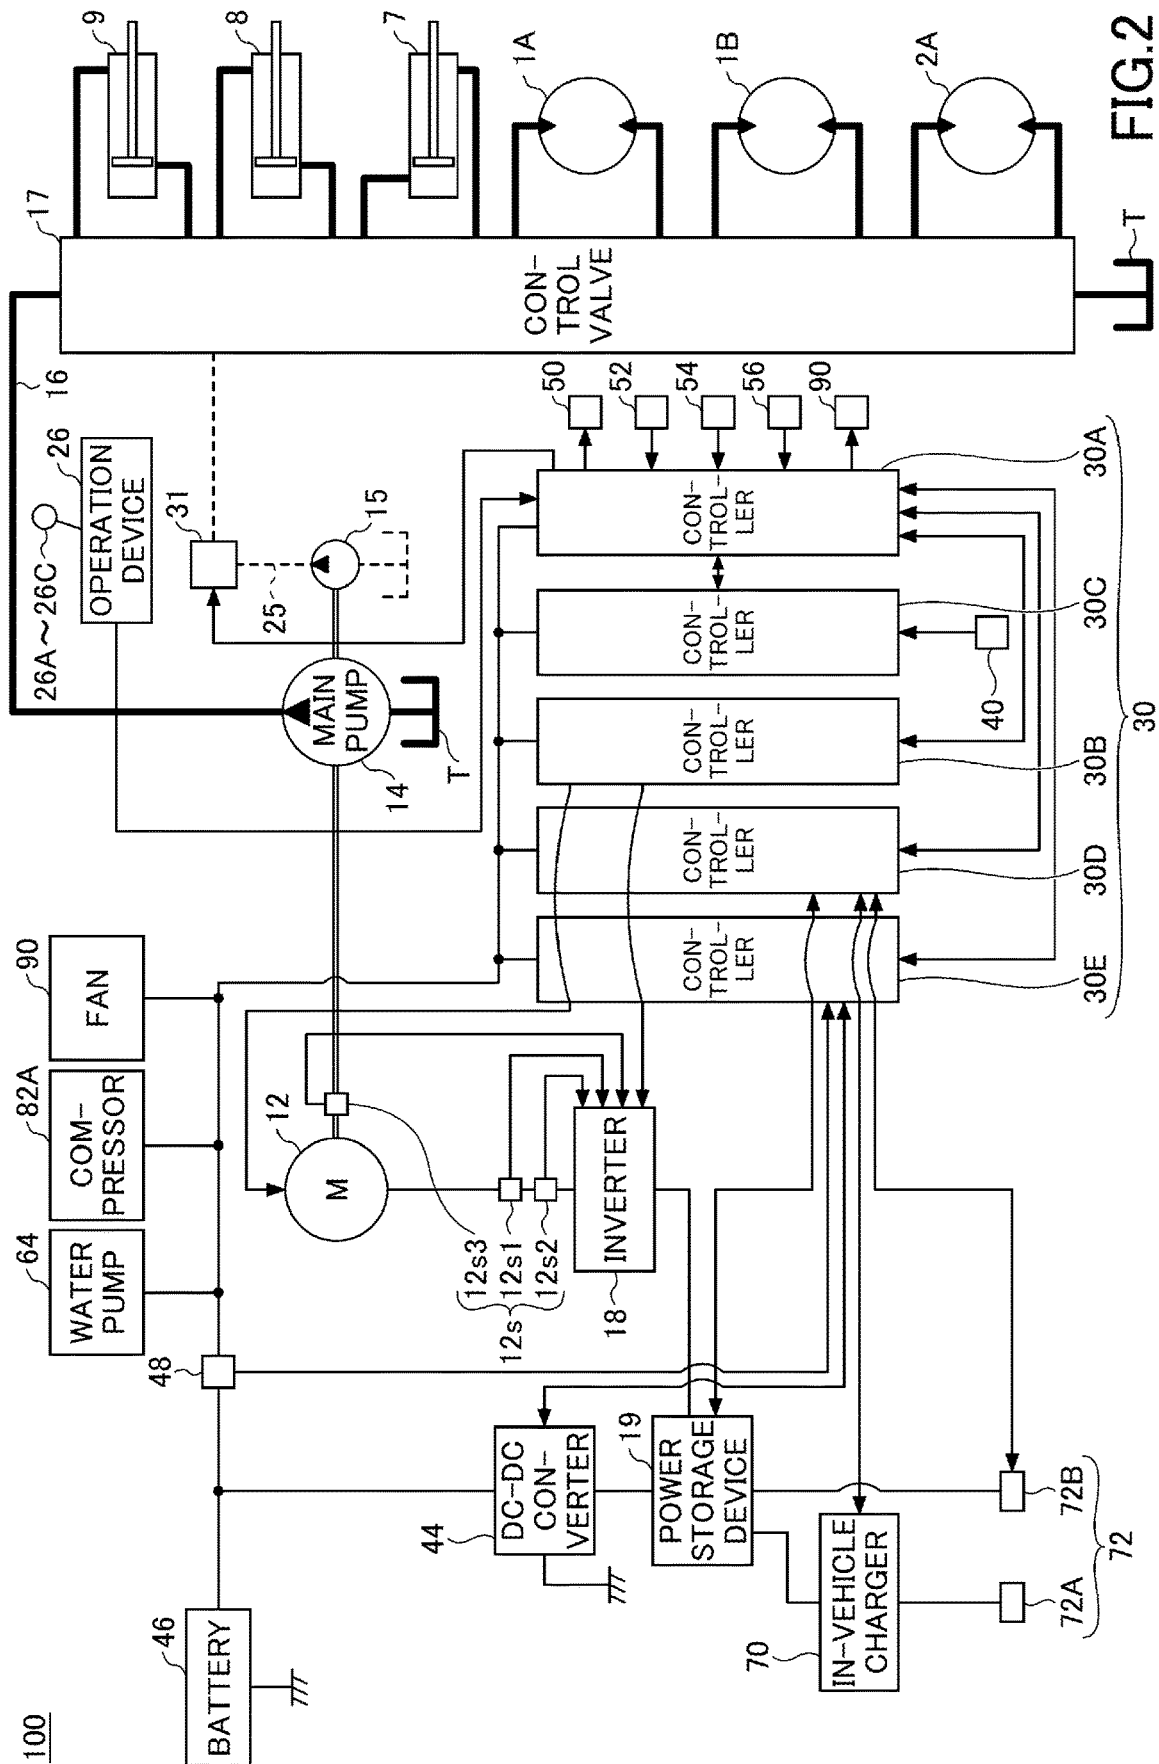 100
46
BATTERY
48
64
WATER
PUMP
82A
COM-
PRESSOR
90
FAN
26A~26C
26
OPERATION
DEVICE
16
17
CON-
TROL
VALVE
9
8
7
1A
1B
2A
T
31
25
15
MAIN
PUMP
14
T
12
M
12s3
12s1
12s2
12s
18
INVERTER
44
DC-DC
CON-
VERTER
19
POWER
STORAGE
DEVICE
70
IN-VEHICLE
CHARGER
72A
72B
72
CON-
TROL-
LER
30E
CON-
TROL-
LER
30D
CON-
TROL-
LER
30B
CON-
TROL-
LER
30C
CON-
TROL-
LER
30A
30
40
50
52
54
56
90
FIG.2